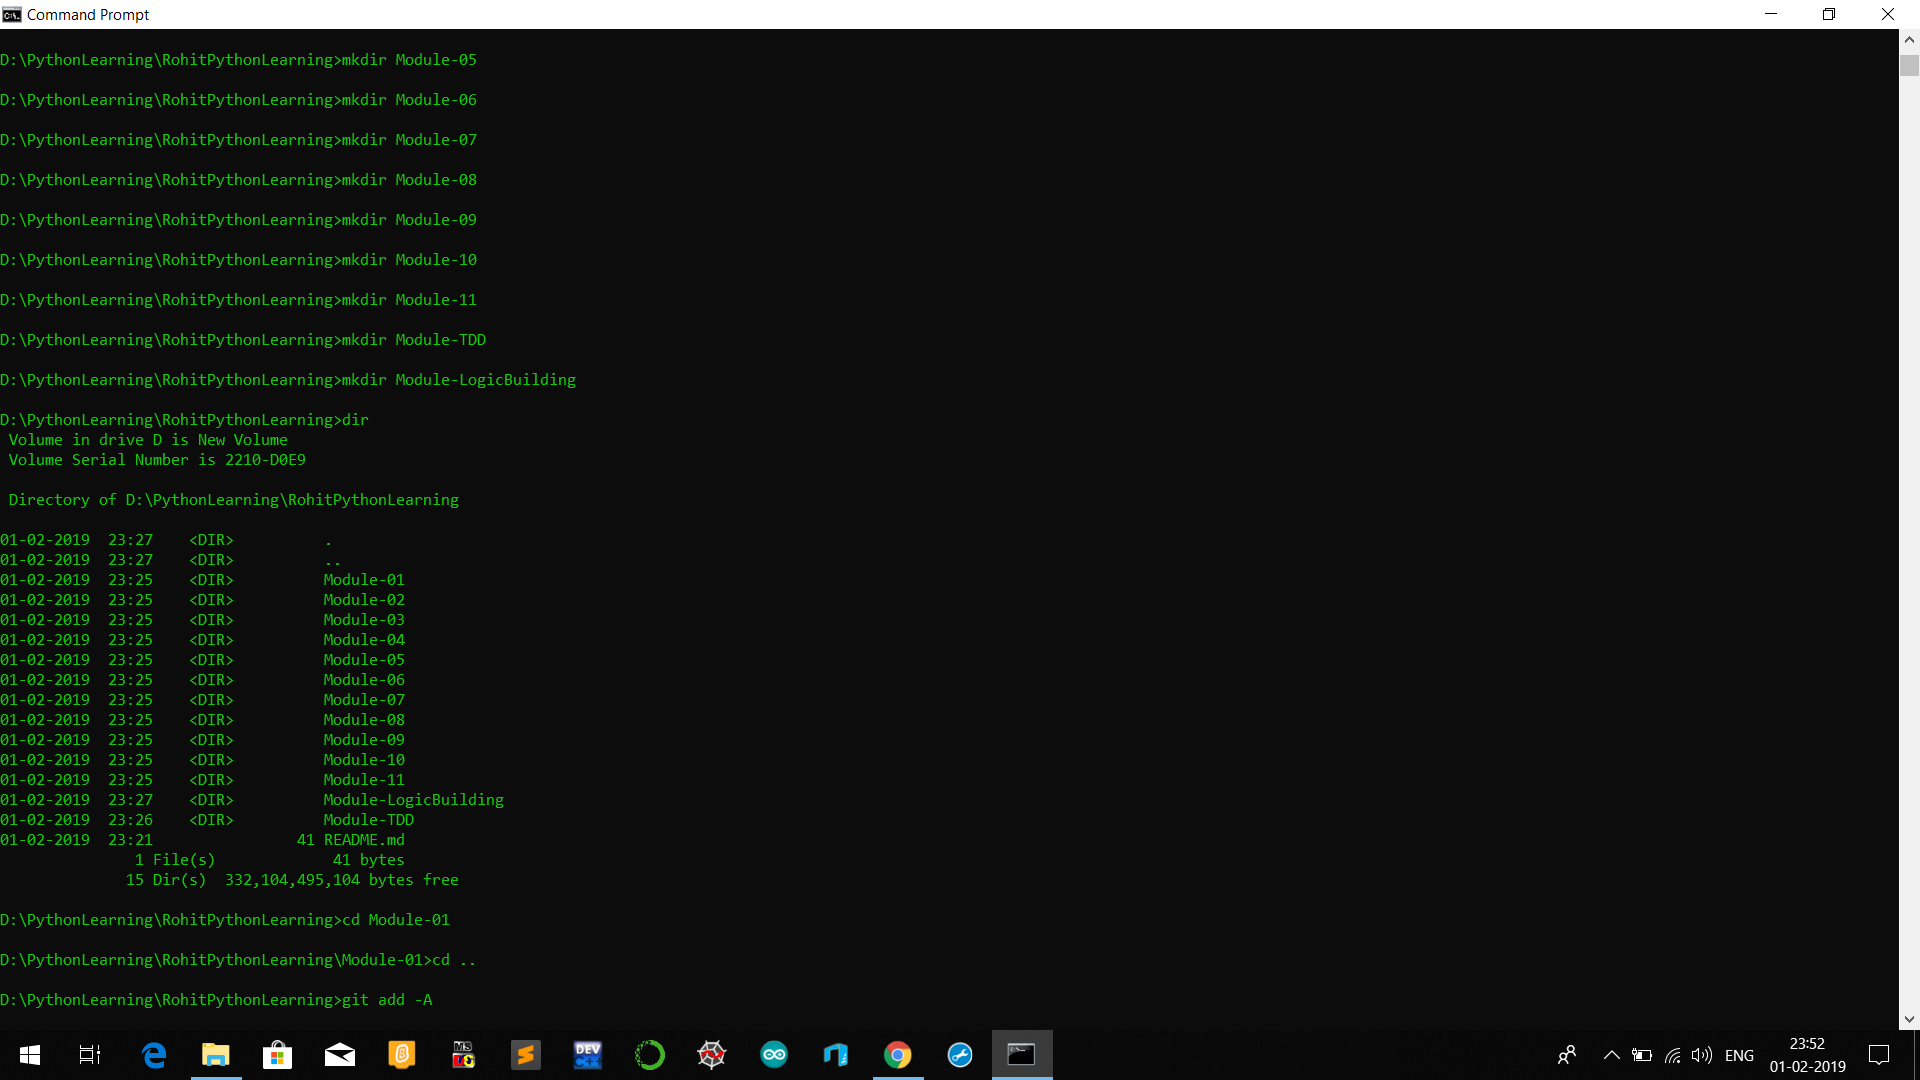 Command Prompt
D:\PythonLearning\RohitPythonLearning>mkdir Module-05
D:\PythonLearning\RohitPythonLearning>mkdir Module-06
D:\PythonLearning\RohitPythonLearning>mkdir Module-07
D:\PythonLearning\RohitPythonLearning>mkdir Module-08
D:\PythonLearning\RohitPythonLearning>mkdir Module-09
D:\PythonLearning\RohitPythonLearning>mkdir Module-10
D:\PythonLearning\RohitPythonLearning>mkdir Module-11
D:\PythonLearning\RohitPythonLearning>mkdir Module-TDD
D:\PythonLearning\RohitPythonLearning>mkdir Module-LogicBuilding
D:\PythonLearning\RohitPythonLearning>dir
Volume in drive D is New Volume
Volume Serial Number is 2210-D0E9
Directory of D:\PythonLearning\RohitPythonLearning
01-02-2019  23:27    <DIR>          .
01-02-2019  23:27    <DIR>          ..
01-02-2019  23:25    <DIR>          Module-01
01-02-2019  23:25    <DIR>          Module-02
01-02-2019  23:25    <DIR>          Module-03
01-02-2019  23:25    <DIR>          Module-04
01-02-2019  23:25    <DIR>          Module-05
01-02-2019  23:25    <DIR>          Module-06
01-02-2019  23:25    <DIR>          Module-07
01-02-2019  23:25    <DIR>          Module-08
01-02-2019  23:25    <DIR>          Module-09
01-02-2019  23:25    <DIR>          Module-10
01-02-2019  23:25    <DIR>          Module-11
01-02-2019  23:27    <DIR>          Module-LogicBuilding
01-02-2019  23:26    <DIR>          Module-TDD
01-02-2019  23:21                41 README.md
1 File(s)             41 bytes
15 Dir(s)  332,104,495,104 bytes free
D:\PythonLearning\RohitPythonLearning>cd Module-01
D:\PythonLearning\RohitPythonLearning\Module-01>cd ..
D:\PythonLearning\RohitPythonLearning>git add -A
MS
DEV
C++
ENG
23:52
01-02-2019